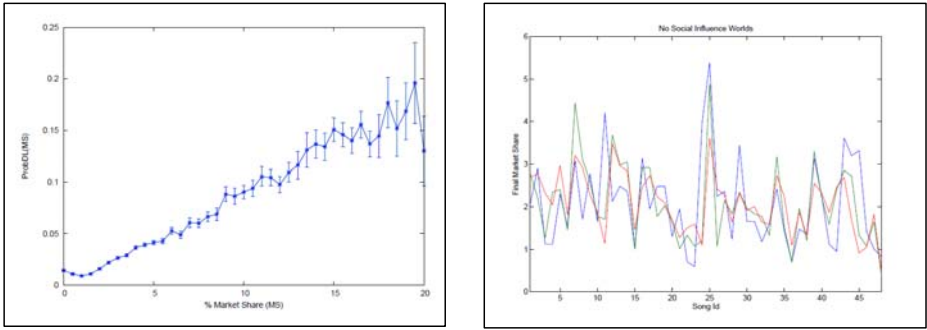 0.25
0.2
0.15
0.1
0.05
0
0 5 10 15 20
ProbDL(MS)
% Market Share (MS)
No Social Influence Worlds
6
5
4
3
2
1
0
5 10 15 20 25 30 35 40 45
Final Market Share
Song Id